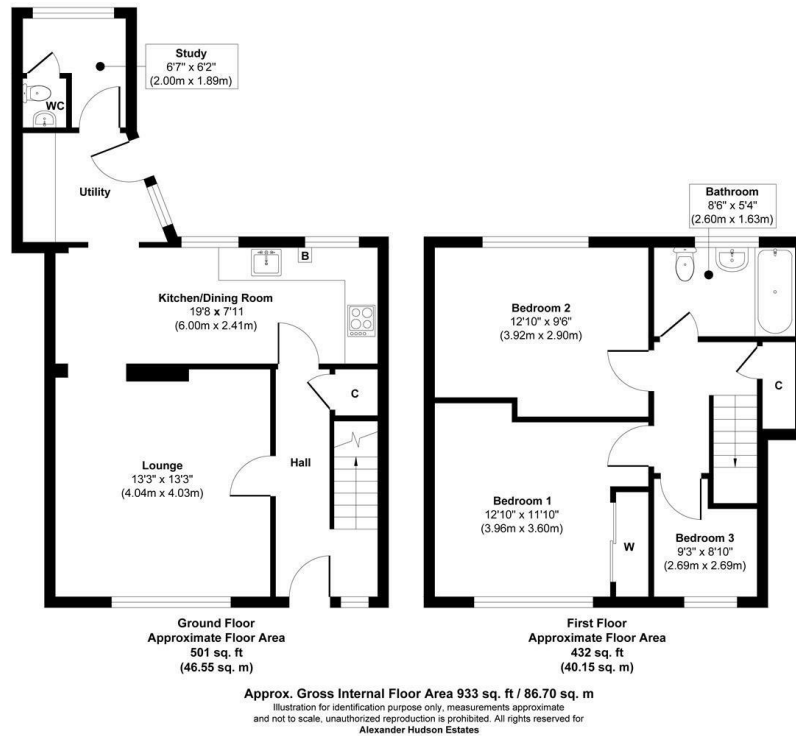 Study
6'7" x 6'2"
(2.00m x 1.89m)
WC
Utility
B
Kitchen/Dining Room
19'8 x 7'11
(6.00m x 2.41m)
C
Lounge
13'3" x 13'3"
(4.04m x 4.03m)
Hall
Ground Floor
Approximate Floor Area
501 sq. ft
(46.55 sq. m)
Bathroom
8'6" x 5'4"
(2.60m x 1.63m)
Bedroom 2
12'10" x 9'6"
(3.92m x 2.90m)
C
Bedroom 1
12'10" x 11'10"
(3.96m x 3.60m)
W
Bedroom 3
9'3" x 8'10"
(2.69m x 2.69m)
First Floor
Approximate Floor Area
432 sq. ft
(40.15 sq. m)
Approx. Gross Internal Floor Area 933 sq. ft / 86.70 sq. m
Illustration for identification purpose only, measurements approximate
and not to scale, unauthorized reproduction is prohibited. All rights reserved for
Alexander Hudson Estates